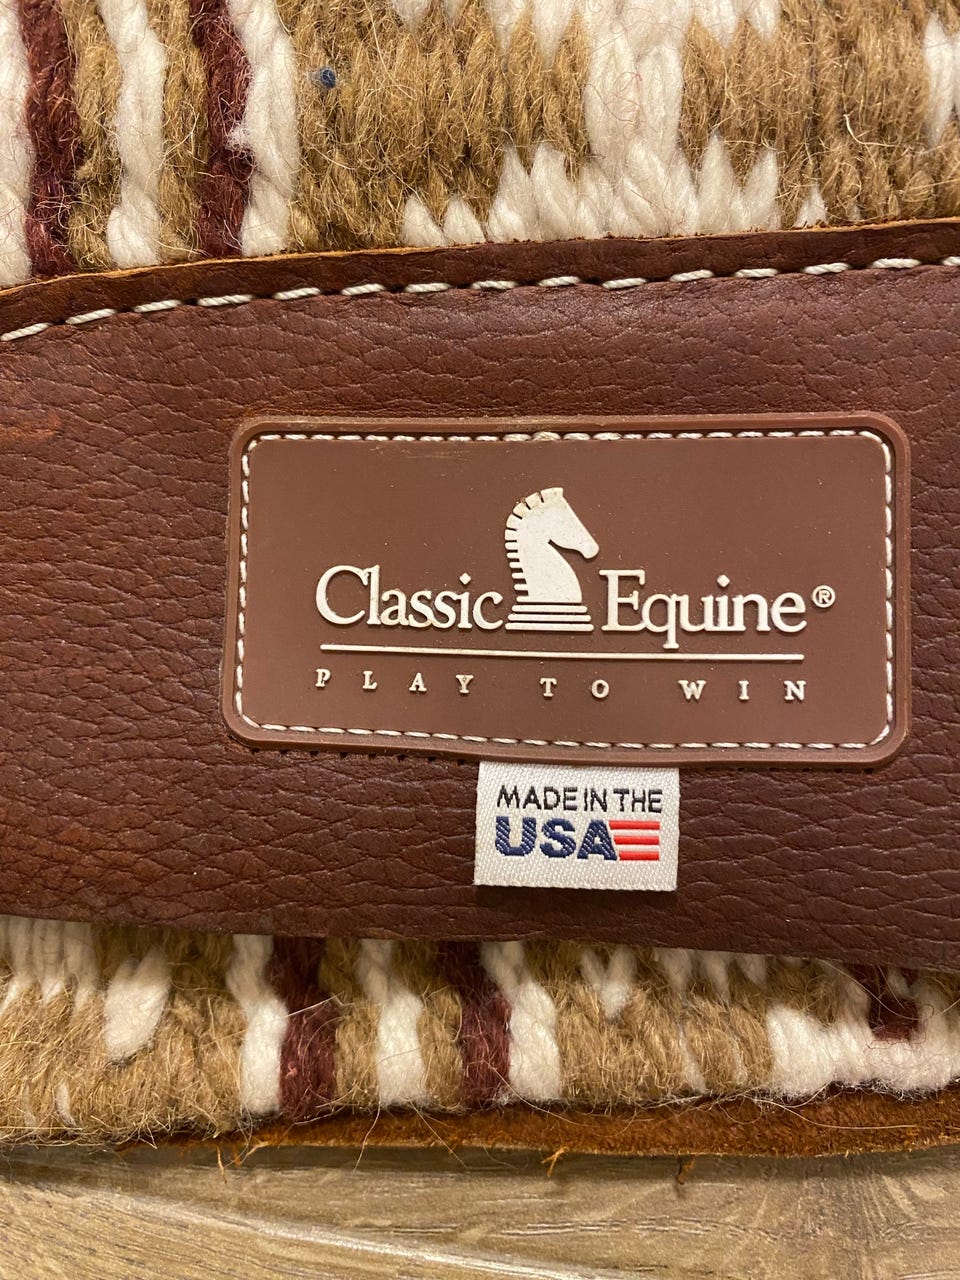 Classic Equine®
PLAY TO WIN
MADE IN THE
USA